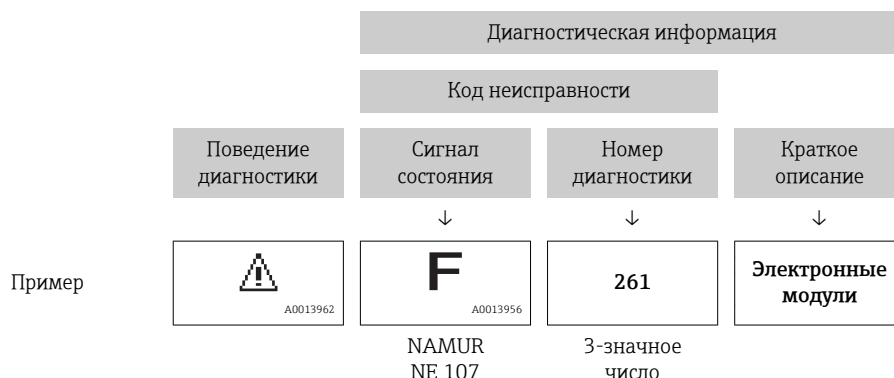 Диагностическая информация
Код неисправности
Поведение
диагностики
Сигнал
состояния
Номер
диагностики
Краткое
описание
↓ ↓ ↓
Пример
A0013962
F
A0013956
261
Электронные
модули
NAMUR
NE 107
3-значное
число